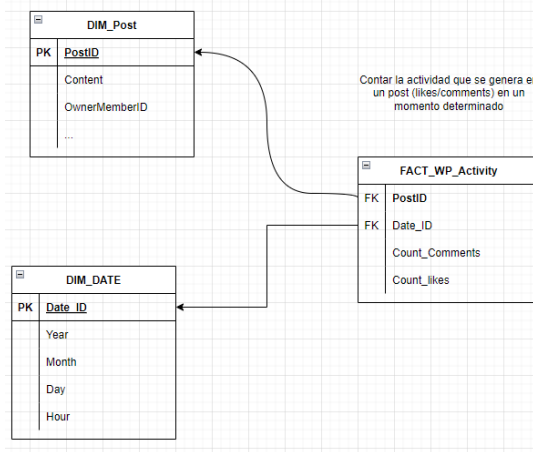 DIM_Post
PK PostID
Content
OwnerMemberID
...
Contar la actividad que se genera en
un post (likes/comments) en un
momento determinado
FACT_WP_Activity
FK PostID
FK Date_ID
Count_Comments
Count_likes
DIM_DATE
PK Date_ID
Year
Month
Day
Hour